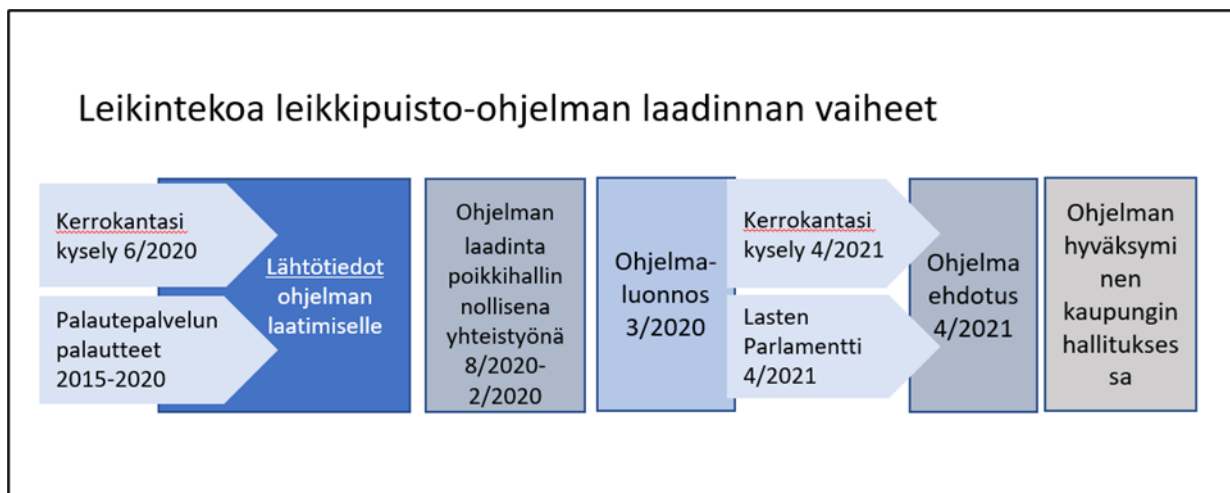 Leikintekoa leikkipuisto-ohjelman laadinnan vaiheet
Kerrokantasi
kysely 6/2020
Palautepalvelun
palautteet
2015-2020
Lähtötiedot
ohjelman
laatimiselle
Ohjelman
laadinta
poikkihallin
nollisena
yhteistyönä
8/2020-
2/2020
Ohjelma-
luonnos
3/2020
Kerrokantasi
kysely 4/2021
Lasten
Parlamentti
4/2021
Ohjelma
ehdotus
4/2021
Ohjelman
hyväksymi
nen
kaupungin
hallitukses
sa